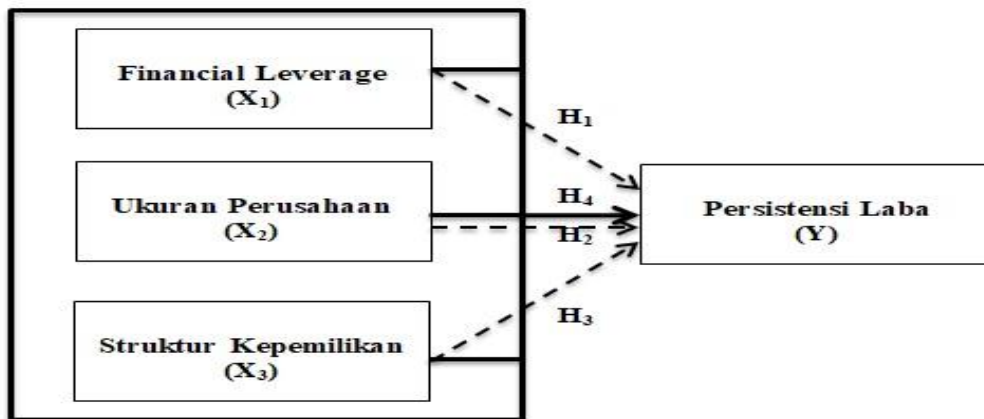 Financial Leverage
(X₁)
H₁
Ukuran Perusahaan
(X₂)
H₄
H₂
Persistensi Laba
(Y)
Struktur Kepemilikan
(X₃)
H₃